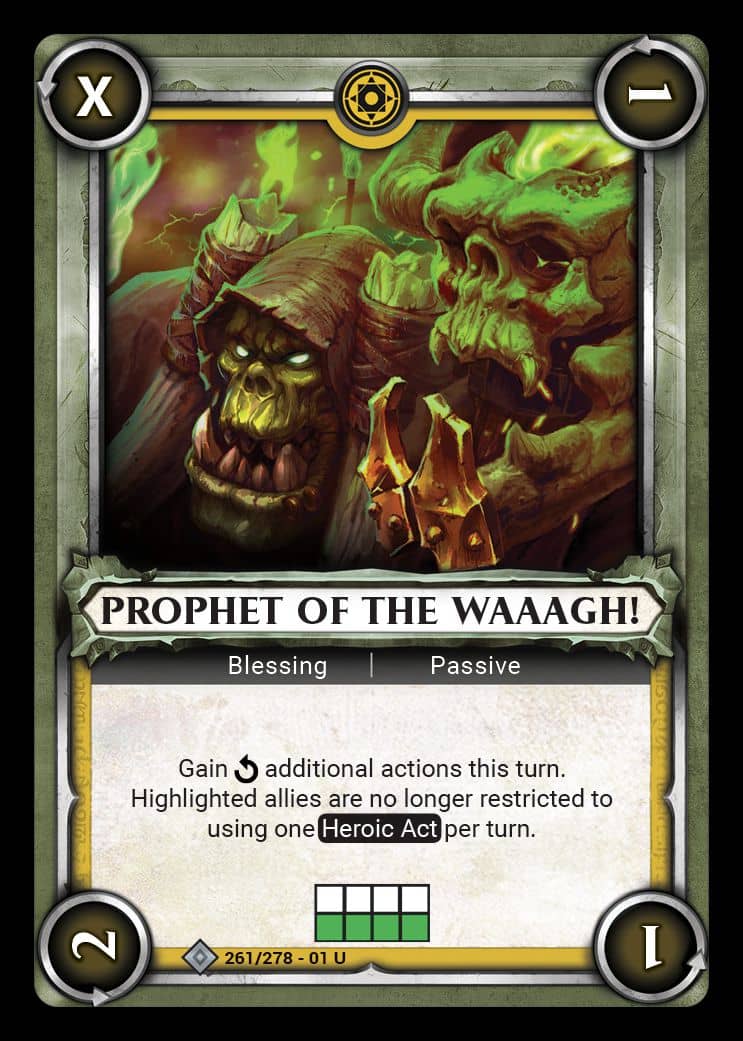 X
1
PROPHET OF THE WAAAGH!
Blessing | Passive
Gain additional actions this turn.
Highlighted allies are no longer restricted to
using one Heroic Act per turn.
2
1
261/278 - 01 U